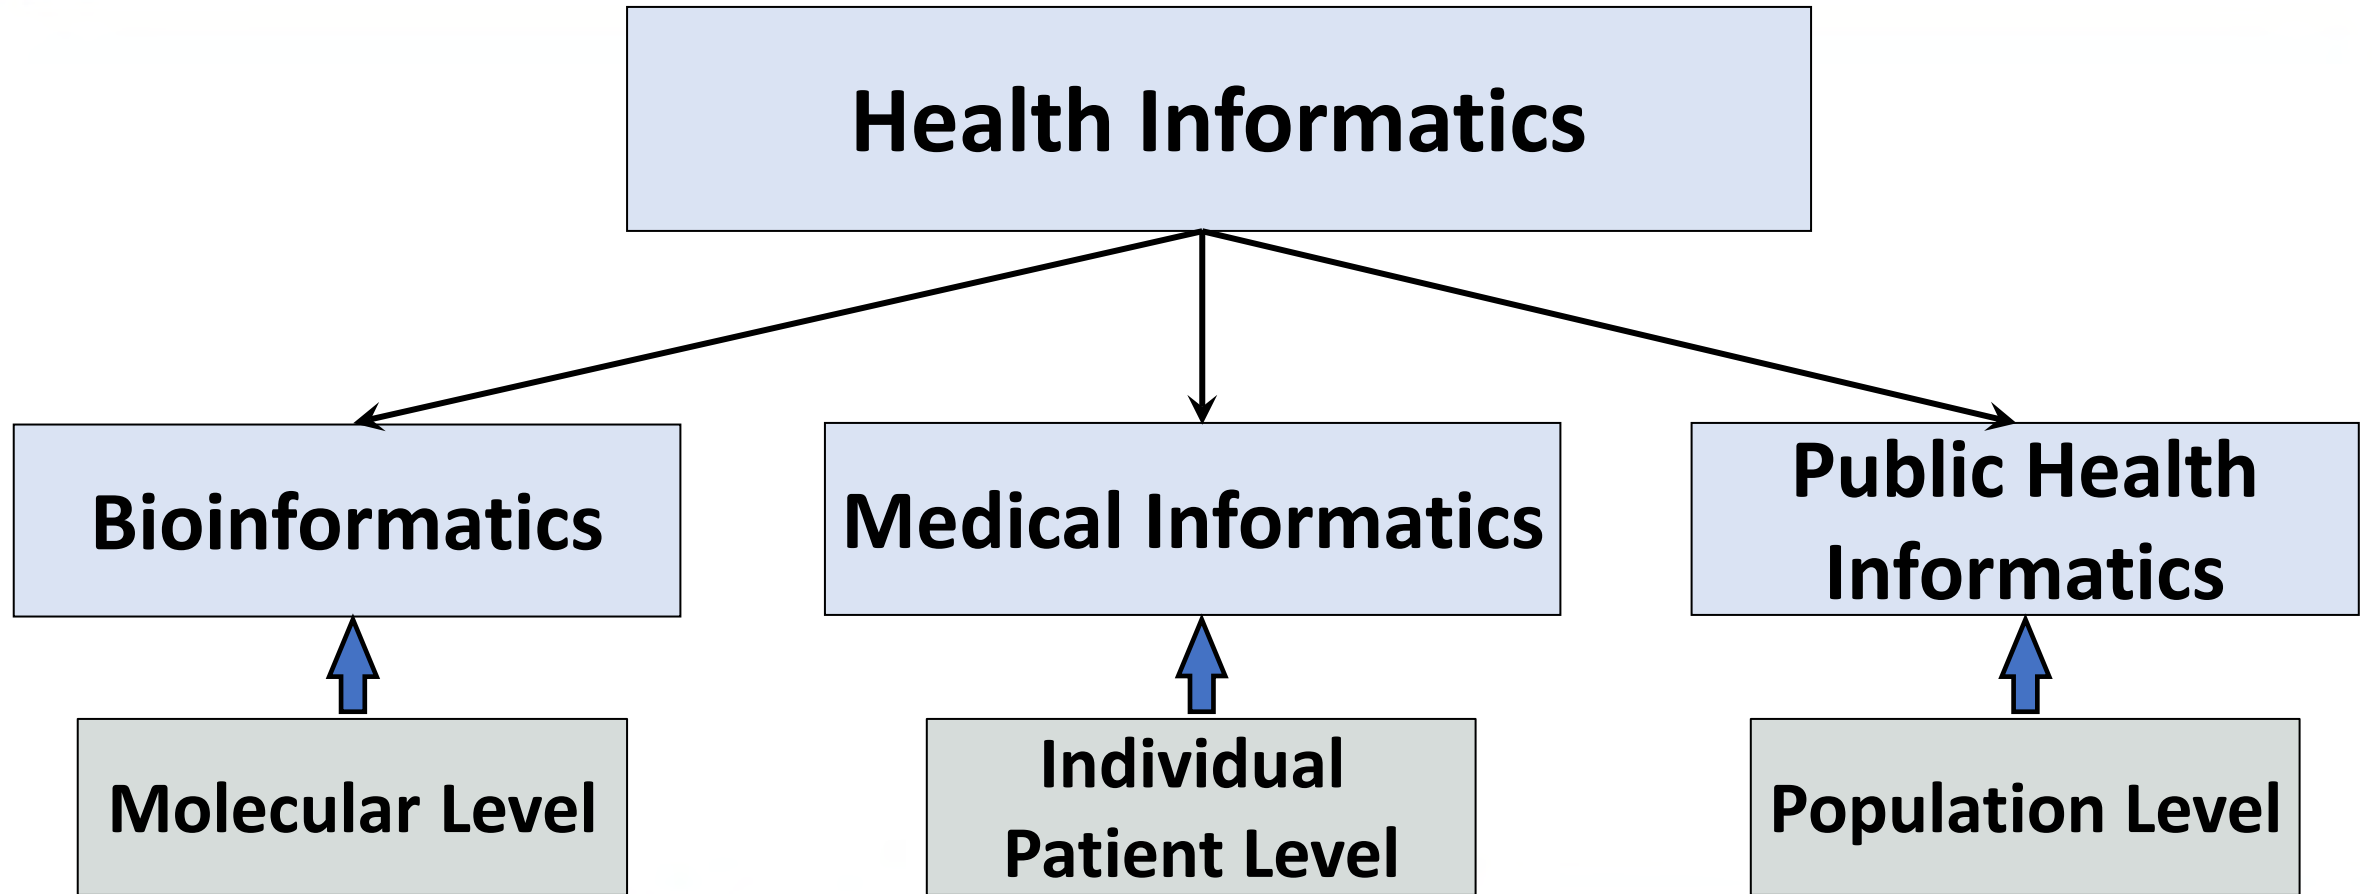 Health Informatics
Bioinformatics
Medical Informatics
Public Health
Informatics
Molecular Level
Individual
Patient Level
Population Level